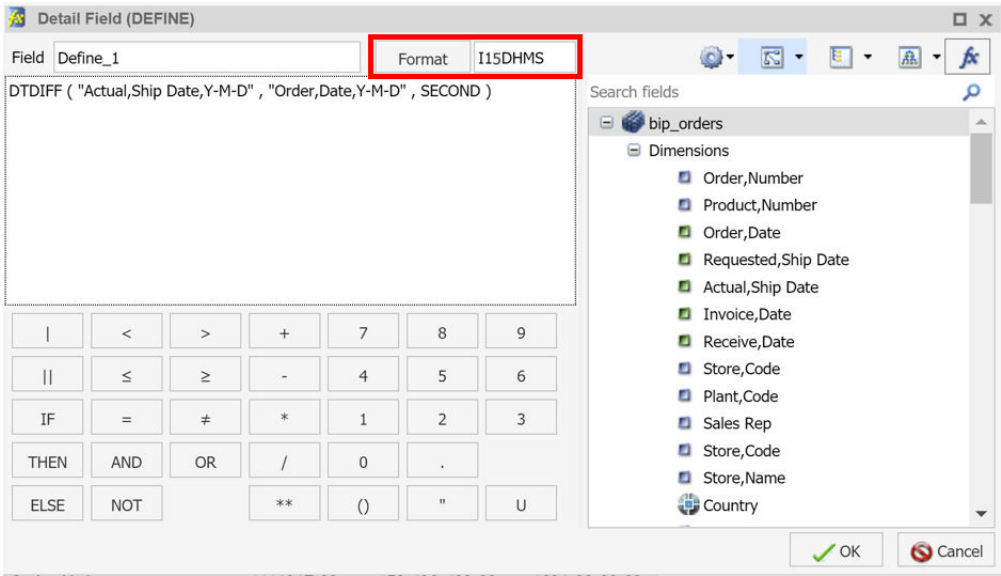 Detail Field (DEFINE)
Field Define_1 Format I15DHMS
DTDIFF ( "Actual,Ship Date,Y-M-D" , "Order,Date,Y-M-D" , SECOND )
Search fields
bip_orders
Dimensions
Order,Number
Product,Number
Order,Date
Requested,Ship Date
Actual,Ship Date
Invoice,Date
Receive,Date
Store,Code
Plant,Code
Sales Rep
Store,Code
Store,Name
Country
| < > + 7 8 9
|| ≤ ≥ - 4 5 6
IF = ≠ * 1 2 3
THEN AND OR / 0 .
ELSE NOT ** () " U
OK Cancel